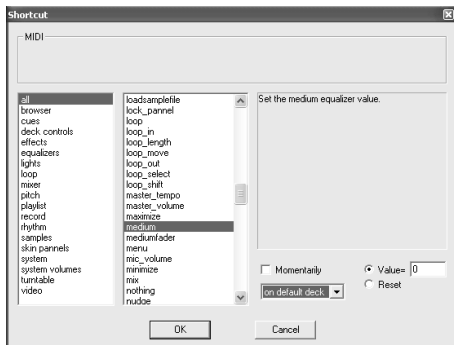 Shortcut
MIDI
all
browser
cues
deck controls
effects
equalizers
lights
loop
mixer
pitch
playlist
record
rhythm
samples
skin pannels
system
system volumes
turntable
video
loadsamplefile
lock_pannel
loop
loop_in
loop_length
loop_move
loop_out
loop_select
loop_shift
master_tempo
master_volume
maximize
medium
mediumfader
menu
mic_volume
minimize
mix
nothing
nudge
Set the medium equalizer value.
Momentarily
Value= 0
on default deck
Reset
OK
Cancel